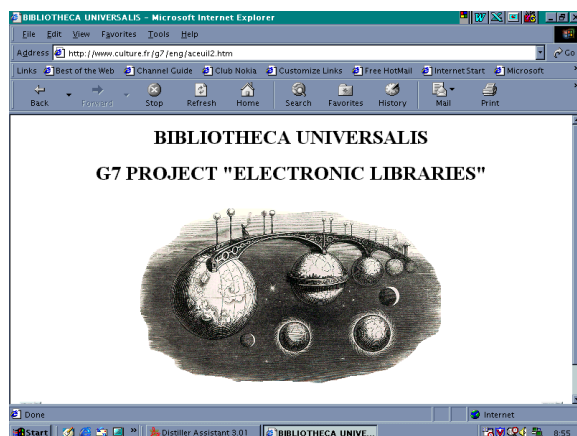 BIBLIOTHECA UNIVERSALIS - Microsoft Internet Explorer
File Edit View Favorites Tools Help
Address http://www.culture.fr/g7/eng/aceuil2.htm Go
Links Best of the Web Channel Guide Club Nokia Customize Links Free HotMail Internet Start Microsoft
Back Forward Stop Refresh Home Search Favorites History Mail Print
BIBLIOTHECA UNIVERSALIS
G7 PROJECT "ELECTRONIC LIBRARIES"
Done Internet
Start » Distiller Assistant 3.01 BIBLIOTHECA UNIVE... 8:55